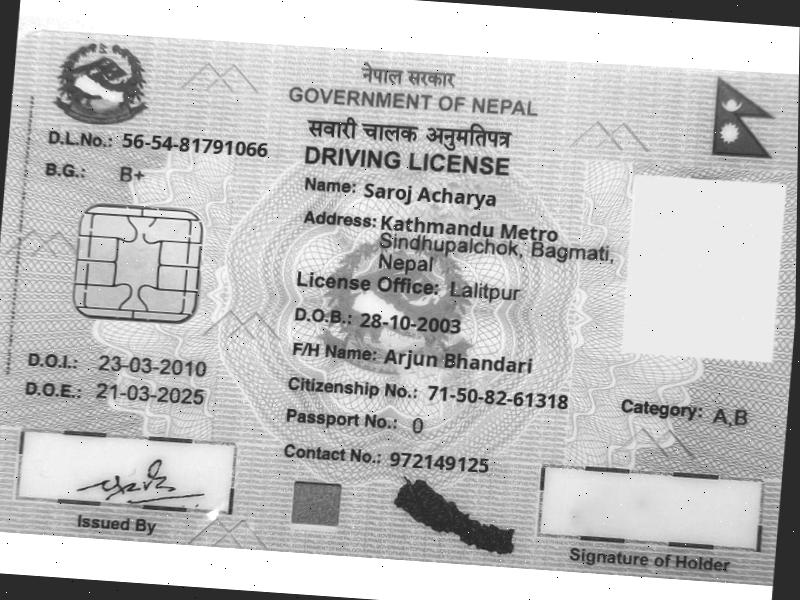 नेपाल सरकार
GOVERNMENT OF NEPAL
सवारी चालक अनुमतिपत्र
DRIVING LICENSE
D.L.No.: 56-54-81791066
B.G.: B+
Name: Saroj Acharya
Address: Kathmandu Metro
Sindhupalchok, Bagmati,
Nepal
License Office: Lalitpur
D.O.B.: 28-10-2003
F/H Name: Arjun Bhandari
D.O.I.: 23-03-2010
D.O.E.: 21-03-2025
Citizenship No.: 71-50-82-61318
Category: A,B
Passport No.: 0
Contact No.: 972149125
Issued By
Signature of Holder